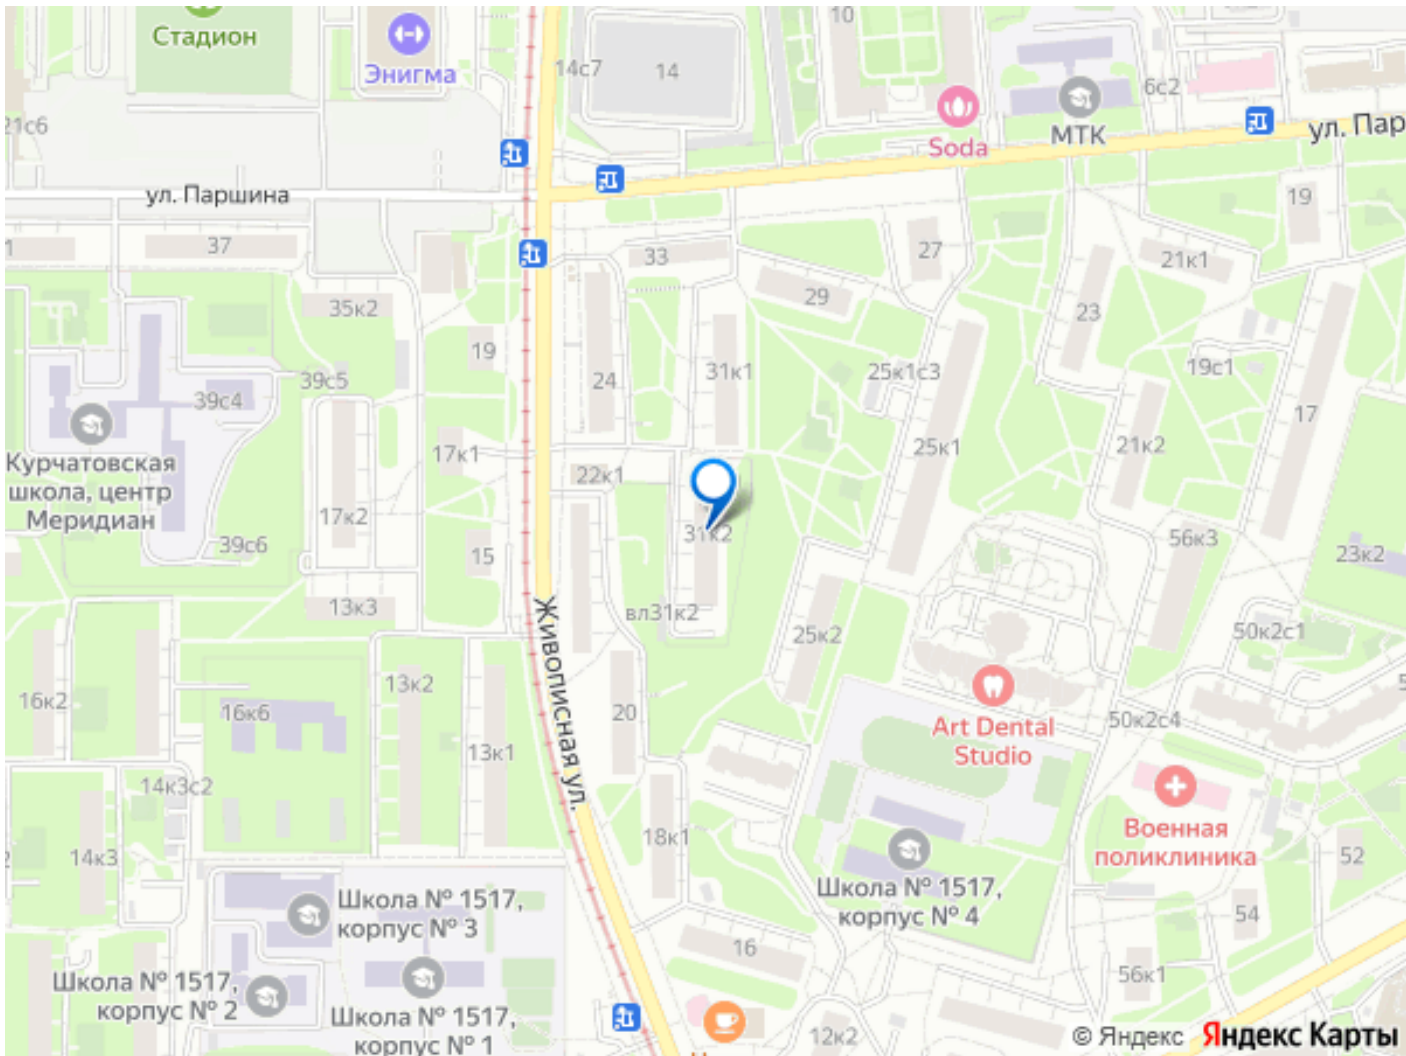 Стадион
Энигма
14с7
14
10
6с2
21с6
Soda
МТК
ул. Пар
ул. Паршина
19
1
37
33
27
21к1
35к2
29
23
19
39с5
24
31к1
25к1с3
19с1
39с4
17
17к1
25к1
21к2
Курчатовская
школа, центр
Меридиан
22к1
17к2
31к2
39с6
15
56к3
23к2
13к3
вл31к2
25к2
50к2с1
Живописная ул.
16к2
13к2
16к6
20
50к2с4
Art Dental
Studio
13к1
14к3с2
Военная
поликлиника
18к1
14к3
52
Школа № 1517,
корпус № 4
Школа № 1517,
корпус № 3
54
16
Школа № 1517,
корпус № 2
56к1
Школа № 1517,
корпус № 1
12к2
© Яндекс Яндекс Карты